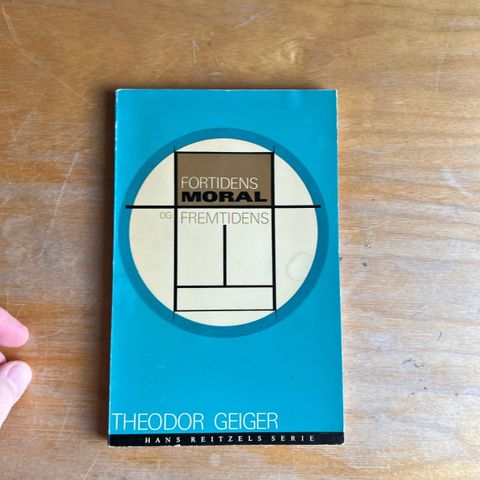 FORTIDENS
MORAL
OG FREMTIDENS
THEODOR GEIGER
HANS REITZELS SERIE